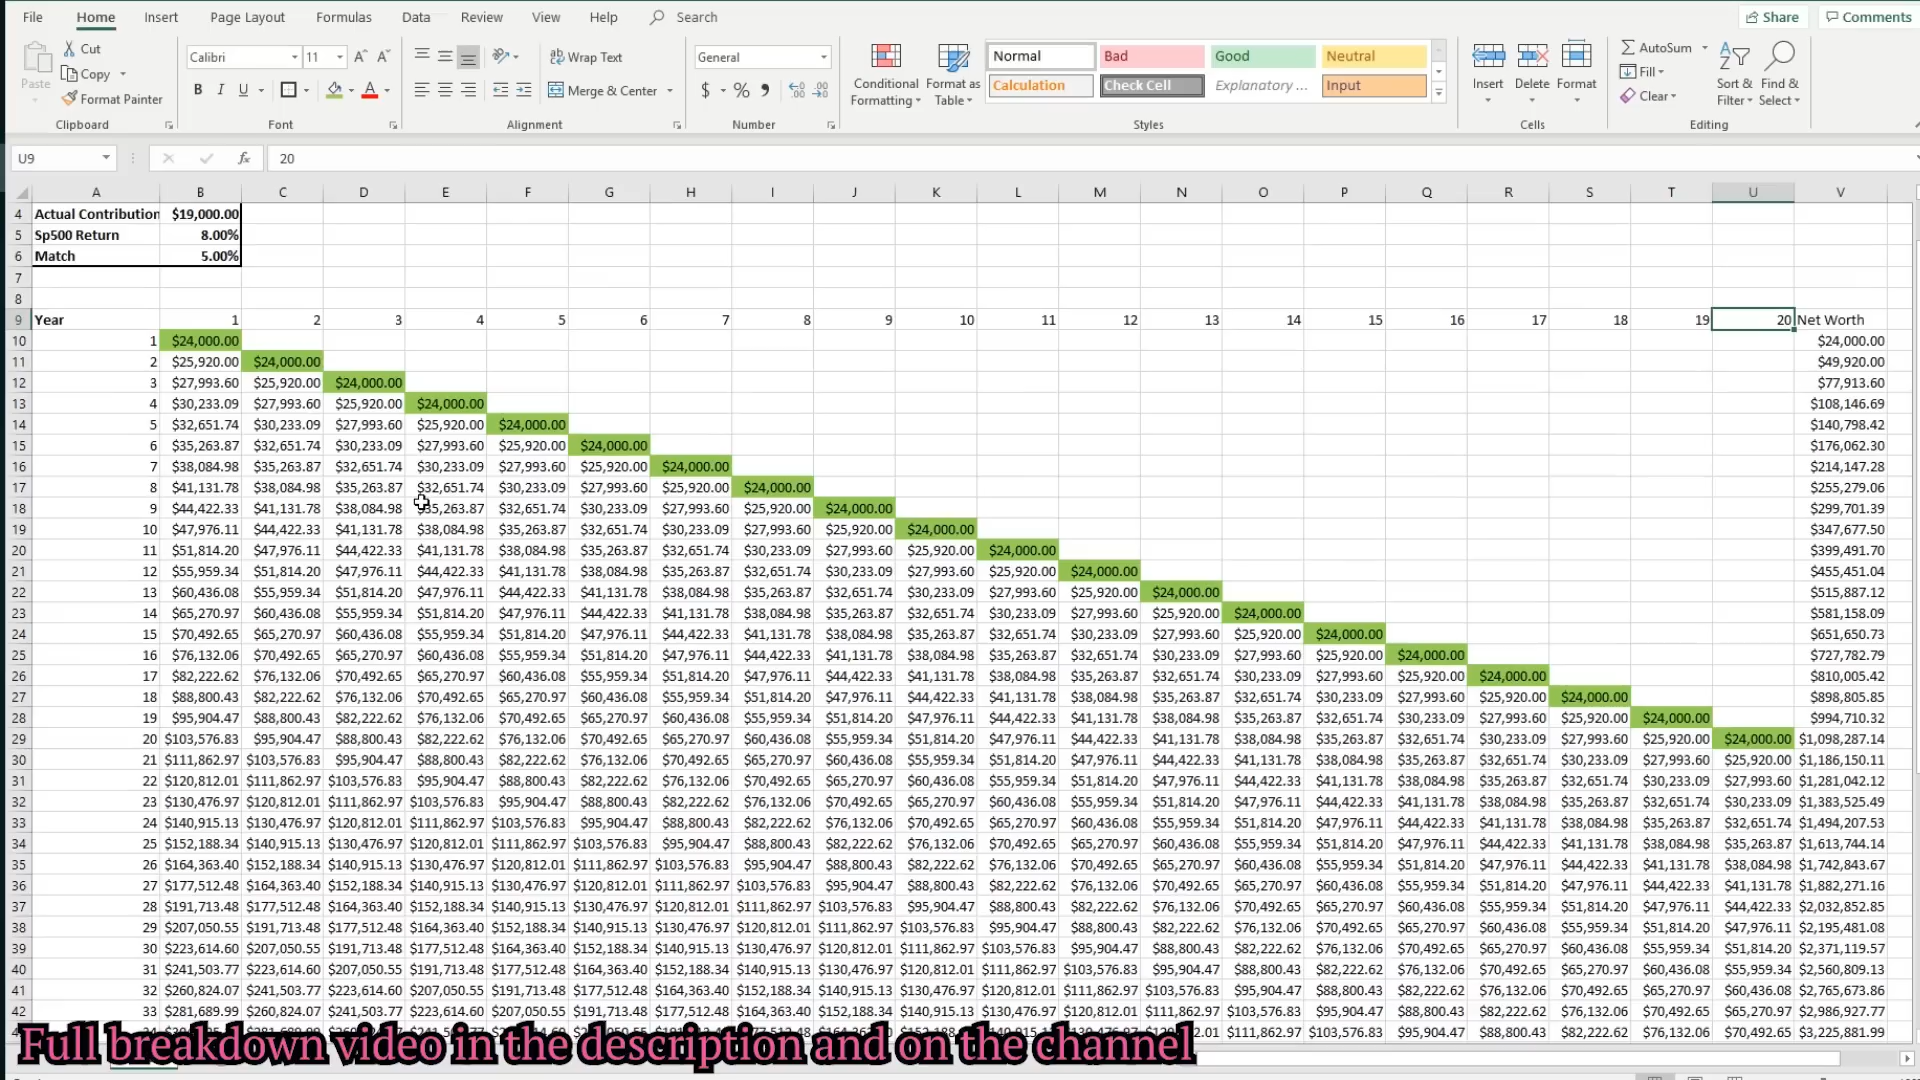 File Home Insert Page Layout Formulas Data Review View Help Search Share Comments
Paste Cut Copy Format Painter Clipboard
Calibri 11 B I U Font
Wrap Text Merge & Center Alignment
General $ % Number
Conditional Formatting Format as Table Normal Bad Good Neutral Calculation Check Cell Explanatory ... Input Styles
Insert Delete Format Cells
AutoSum Fill Clear Sort & Filter Find & Select Editing
U9 fx 20
A B C D E F G H I J K L M N O P Q R S T U V
4 Actual Contribution $19,000.00
5 Sp500 Return 8.00%
6 Match 5.00%
7
8
9 Year 1 2 3 4 5 6 7 8 9 10 11 12 13 14 15 16 17 18 19 20 Net Worth
10 1 $24,000.00 $24,000.00
11 2 $25,920.00 $24,000.00 $49,920.00
12 3 $27,993.60 $25,920.00 $24,000.00 $77,913.60
13 4 $30,233.09 $27,993.60 $25,920.00 $24,000.00 $108,146.69
14 5 $32,651.74 $30,233.09 $27,993.60 $25,920.00 $24,000.00 $140,798.42
15 6 $35,263.87 $32,651.74 $30,233.09 $27,993.60 $25,920.00 $24,000.00 $176,062.30
16 7 $38,084.98 $35,263.87 $32,651.74 $30,233.09 $27,993.60 $25,920.00 $24,000.00 $214,147.28
17 8 $41,131.78 $38,084.98 $35,263.87 $32,651.74 $30,233.09 $27,993.60 $25,920.00 $24,000.00 $255,279.06
18 9 $44,422.33 $41,131.78 $38,084.98 $35,263.87 $32,651.74 $30,233.09 $27,993.60 $25,920.00 $24,000.00 $299,701.39
19 10 $47,976.11 $44,422.33 $41,131.78 $38,084.98 $35,263.87 $32,651.74 $30,233.09 $27,993.60 $25,920.00 $24,000.00 $347,677.50
20 11 $51,814.20 $47,976.11 $44,422.33 $41,131.78 $38,084.98 $35,263.87 $32,651.74 $30,233.09 $27,993.60 $25,920.00 $24,000.00 $399,491.70
21 12 $55,959.34 $51,814.20 $47,976.11 $44,422.33 $41,131.78 $38,084.98 $35,263.87 $32,651.74 $30,233.09 $27,993.60 $25,920.00 $24,000.00 $455,451.04
22 13 $60,436.08 $55,959.34 $51,814.20 $47,976.11 $44,422.33 $41,131.78 $38,084.98 $35,263.87 $32,651.74 $30,233.09 $27,993.60 $25,920.00 $24,000.00 $515,887.12
23 14 $65,270.97 $60,436.08 $55,959.34 $51,814.20 $47,976.11 $44,422.33 $41,131.78 $38,084.98 $35,263.87 $32,651.74 $30,233.09 $27,993.60 $25,920.00 $24,000.00 $581,158.09
24 15 $70,492.65 $65,270.97 $60,436.08 $55,959.34 $51,814.20 $47,976.11 $44,422.33 $41,131.78 $38,084.98 $35,263.87 $32,651.74 $30,233.09 $27,993.60 $25,920.00 $24,000.00 $651,650.73
25 16 $76,132.06 $70,492.65 $65,270.97 $60,436.08 $55,959.34 $51,814.20 $47,976.11 $44,422.33 $41,131.78 $38,084.98 $35,263.87 $32,651.74 $30,233.09 $27,993.60 $25,920.00 $24,000.00 $727,782.79
26 17 $82,222.62 $76,132.06 $70,492.65 $65,270.97 $60,436.08 $55,959.34 $51,814.20 $47,976.11 $44,422.33 $41,131.78 $38,084.98 $35,263.87 $32,651.74 $30,233.09 $27,993.60 $25,920.00 $24,000.00 $810,005.42
27 18 $88,800.43 $82,222.62 $76,132.06 $70,492.65 $65,270.97 $60,436.08 $55,959.34 $51,814.20 $47,976.11 $44,422.33 $41,131.78 $38,084.98 $35,263.87 $32,651.74 $30,233.09 $27,993.60 $25,920.00 $24,000.00 $898,805.85
28 19 $95,904.47 $88,800.43 $82,222.62 $76,132.06 $70,492.65 $65,270.97 $60,436.08 $55,959.34 $51,814.20 $47,976.11 $44,422.33 $41,131.78 $38,084.98 $35,263.87 $32,651.74 $30,233.09 $27,993.60 $25,920.00 $24,000.00 $994,710.32
29 20 $103,576.83 $95,904.47 $88,800.43 $82,222.62 $76,132.06 $70,492.65 $65,270.97 $60,436.08 $55,959.34 $51,814.20 $47,976.11 $44,422.33 $41,131.78 $38,084.98 $35,263.87 $32,651.74 $30,233.09 $27,993.60 $25,920.00 $24,000.00 $1,098,287.14
30 21 $111,862.97 $103,576.83 $95,904.47 $88,800.43 $82,222.62 $76,132.06 $70,492.65 $65,270.97 $60,436.08 $55,959.34 $51,814.20 $47,976.11 $44,422.33 $41,131.78 $38,084.98 $35,263.87 $32,651.74 $30,233.09 $27,993.60 $25,920.00 $1,186,150.11
31 22 $120,812.01 $111,862.97 $103,576.83 $95,904.47 $88,800.43 $82,222.62 $76,132.06 $70,492.65 $65,270.97 $60,436.08 $55,959.34 $51,814.20 $47,976.11 $44,422.33 $41,131.78 $38,084.98 $35,263.87 $32,651.74 $30,233.09 $27,993.60 $1,281,042.12
32 23 $130,476.97 $120,812.01 $111,862.97 $103,576.83 $95,904.47 $88,800.43 $82,222.62 $76,132.06 $70,492.65 $65,270.97 $60,436.08 $55,959.34 $51,814.20 $47,976.11 $44,422.33 $41,131.78 $38,084.98 $35,263.87 $32,651.74 $30,233.09 $1,383,525.49
33 24 $140,915.13 $130,476.97 $120,812.01 $111,862.97 $103,576.83 $95,904.47 $88,800.43 $82,222.62 $76,132.06 $70,492.65 $65,270.97 $60,436.08 $55,959.34 $51,814.20 $47,976.11 $44,422.33 $41,131.78 $38,084.98 $35,263.87 $32,651.74 $1,494,207.53
34 25 $152,188.34 $140,915.13 $130,476.97 $120,812.01 $111,862.97 $103,576.83 $95,904.47 $88,800.43 $82,222.62 $76,132.06 $70,492.65 $65,270.97 $60,436.08 $55,959.34 $51,814.20 $47,976.11 $44,422.33 $41,131.78 $38,084.98 $35,263.87 $1,613,744.14
35 26 $164,363.40 $152,188.34 $140,915.13 $130,476.97 $120,812.01 $111,862.97 $103,576.83 $95,904.47 $88,800.43 $82,222.62 $76,132.06 $70,492.65 $65,270.97 $60,436.08 $55,959.34 $51,814.20 $47,976.11 $44,422.33 $41,131.78 $38,084.98 $1,742,843.67
36 27 $177,512.48 $164,363.40 $152,188.34 $140,915.13 $130,476.97 $120,812.01 $111,862.97 $103,576.83 $95,904.47 $88,800.43 $82,222.62 $76,132.06 $70,492.65 $65,270.97 $60,436.08 $55,959.34 $51,814.20 $47,976.11 $44,422.33 $41,131.78 $1,882,271.16
37 28 $191,713.48 $177,512.48 $164,363.40 $152,188.34 $140,915.13 $130,476.97 $120,812.01 $111,862.97 $103,576.83 $95,904.47 $88,800.43 $82,222.62 $76,132.06 $70,492.65 $65,270.97 $60,436.08 $55,959.34 $51,814.20 $47,976.11 $44,422.33 $2,032,852.85
38 29 $207,050.55 $191,713.48 $177,512.48 $164,363.40 $152,188.34 $140,915.13 $130,476.97 $120,812.01 $111,862.97 $103,576.83 $95,904.47 $88,800.43 $82,222.62 $76,132.06 $70,492.65 $65,270.97 $60,436.08 $55,959.34 $51,814.20 $47,976.11 $2,195,481.08
39 30 $223,614.60 $207,050.55 $191,713.48 $177,512.48 $164,363.40 $152,188.34 $140,915.13 $130,476.97 $120,812.01 $111,862.97 $103,576.83 $95,904.47 $88,800.43 $82,222.62 $76,132.06 $70,492.65 $65,270.97 $60,436.08 $55,959.34 $51,814.20 $2,371,119.57
40 31 $241,503.77 $223,614.60 $207,050.55 $191,713.48 $177,512.48 $164,363.40 $152,188.34 $140,915.13 $130,476.97 $120,812.01 $111,862.97 $103,576.83 $95,904.47 $88,800.43 $82,222.62 $76,132.06 $70,492.65 $65,270.97 $60,436.08 $55,959.34 $2,560,809.13
41 32 $260,824.07 $241,503.77 $223,614.60 $207,050.55 $191,713.48 $177,512.48 $164,363.40 $152,188.34 $140,915.13 $130,476.97 $120,812.01 $111,862.97 $103,576.83 $95,904.47 $88,800.43 $82,222.62 $76,132.06 $70,492.65 $65,270.97 $60,436.08 $2,765,673.86
42 33 $281,689.99 $260,824.07 $241,503.77 $223,614.60 $207,050.55 $191,713.48 $177,512.48 $164,363.40 $152,188.34 $140,915.13 $130,476.97 $120,812.01 $111,862.97 $103,576.83 $95,904.47 $88,800.43 $82,222.62 $76,132.06 $70,492.65 $65,270.97 $2,986,927.77
$111,862.97 $103,576.83 $95,904.47 $88,800.43 $82,222.62 $76,132.06 $70,492.65 $3,225,881.99
Full breakdown video in the description and on the channel